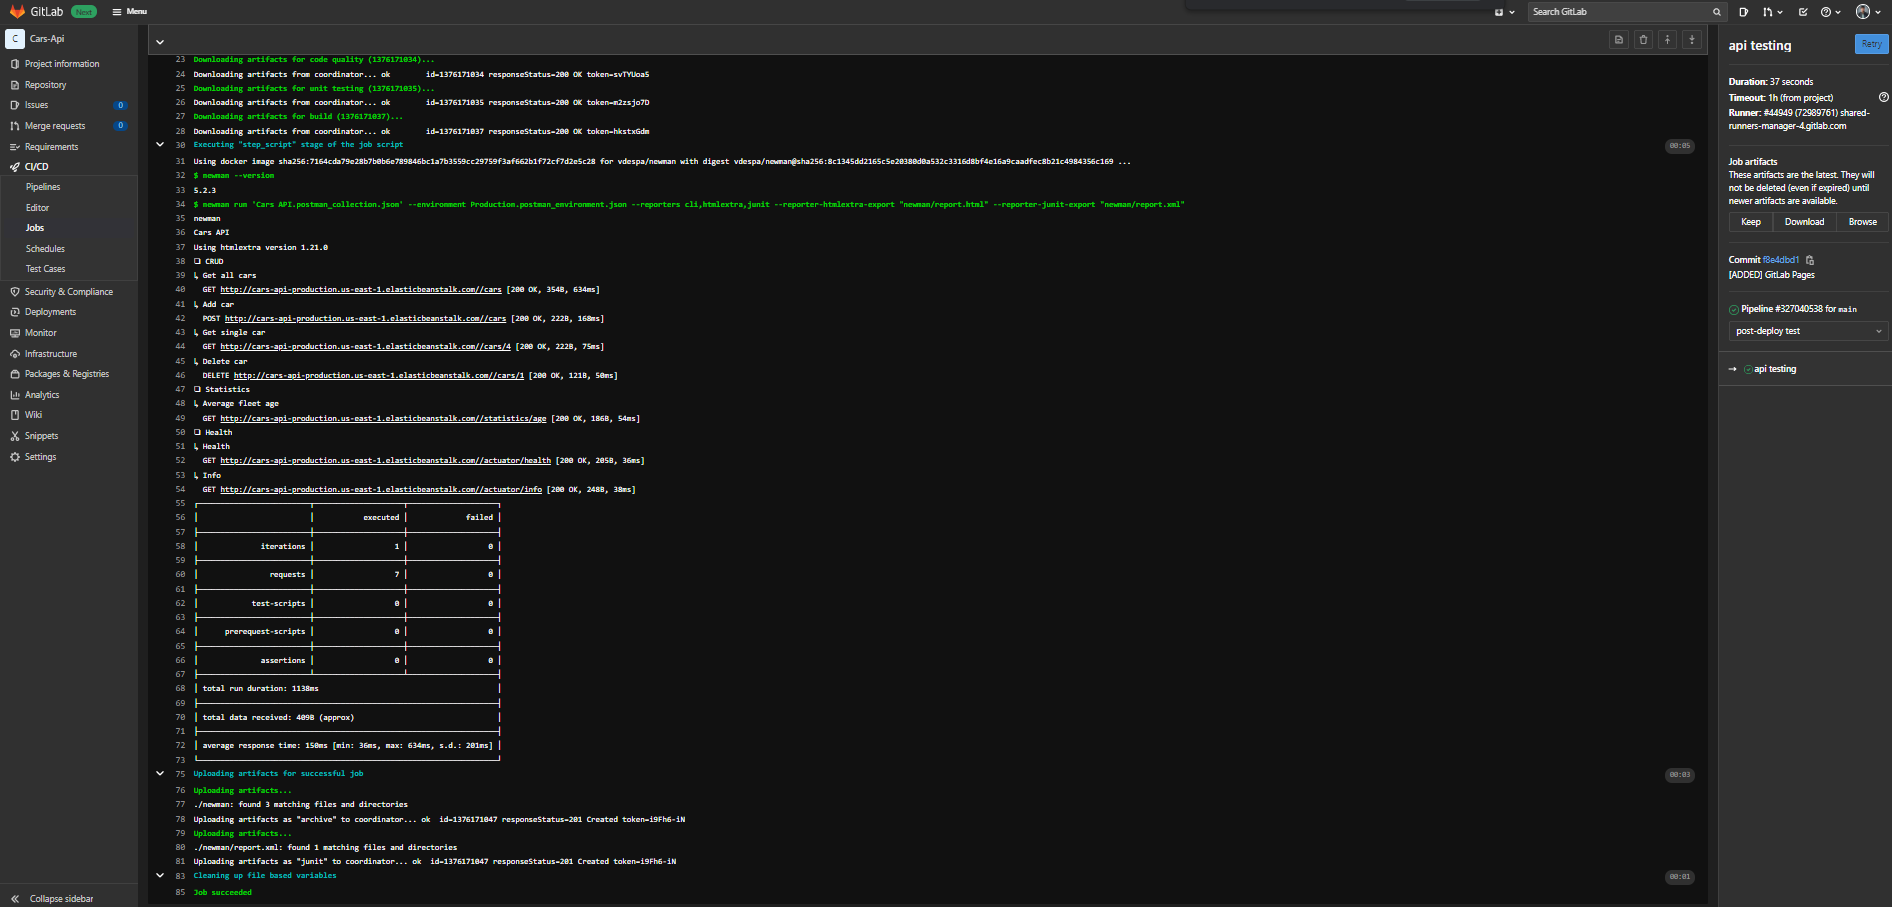 GitLab Next Menu
Search GitLab
C Cars-Api
Project information
Repository
Issues 0
Merge requests 0
Requirements
CI/CD
Pipelines
Editor
Jobs
Schedules
Test Cases
Security & Compliance
Deployments
Monitor
Infrastructure
Packages & Registries
Analytics
Wiki
Snippets
Settings
Collapse sidebar
23 Downloading artifacts for code quality (1376171034)...
24 Downloading artifacts from coordinator... ok id=1376171034 responseStatus=200 OK token=svTYUoa5
25 Downloading artifacts for unit testing (1376171035)...
26 Downloading artifacts from coordinator... ok id=1376171035 responseStatus=200 OK token=m2zsjo7D
27 Downloading artifacts for build (1376171037)...
28 Downloading artifacts from coordinator... ok id=1376171037 responseStatus=200 OK token=hkstxGdm
30 Executing "step_script" stage of the job script 00:05
31 Using docker image sha256:7164cda79e28b7b0b6e789846bc1a7b3559cc29759f3af662b1f72cf7d2e5c28 for vdespa/newman with digest vdespa/newman@sha256:8c1345dd2165c5e20380d0a532c3316d8bf4e16a9caadfec8b21c4984356c169 ...
32 $ newman --version
33 5.2.3
34 $ newman run 'Cars API.postman_collection.json' --environment Production.postman_environment.json --reporters cli,htmlextra,junit --reporter-htmlextra-export "newman/report.html" --reporter-junit-export "newman/report.xml"
35 newman
36 Cars API
37 Using htmlextra version 1.21.0
38 ❏ CRUD
39 ↳ Get all cars
40 GET http://cars-api-production.us-east-1.elasticbeanstalk.com//cars [200 OK, 354B, 634ms]
41 ↳ Add car
42 POST http://cars-api-production.us-east-1.elasticbeanstalk.com//cars [200 OK, 222B, 168ms]
43 ↳ Get single car
44 GET http://cars-api-production.us-east-1.elasticbeanstalk.com//cars/4 [200 OK, 222B, 75ms]
45 ↳ Delete car
46 DELETE http://cars-api-production.us-east-1.elasticbeanstalk.com//cars/1 [200 OK, 121B, 50ms]
47 ❏ Statistics
48 ↳ Average fleet age
49 GET http://cars-api-production.us-east-1.elasticbeanstalk.com//statistics/age [200 OK, 186B, 54ms]
50 ❏ Health
51 ↳ Health
52 GET http://cars-api-production.us-east-1.elasticbeanstalk.com//actuator/health [200 OK, 205B, 36ms]
53 ↳ Info
54 GET http://cars-api-production.us-east-1.elasticbeanstalk.com//actuator/info [200 OK, 248B, 38ms]
55
56 executed failed
57
58 iterations 1 0
59
60 requests 7 0
61
62 test-scripts 0 0
63
64 prerequest-scripts 0 0
65
66 assertions 0 0
67
68 total run duration: 1138ms
69
70 total data received: 409B (approx)
71
72 average response time: 150ms [min: 36ms, max: 634ms, s.d.: 201ms]
73
75 Uploading artifacts for successful job 00:03
76 Uploading artifacts...
77 ./newman: found 3 matching files and directories
78 Uploading artifacts as "archive" to coordinator... ok id=1376171047 responseStatus=201 Created token=i9Fh6-iN
79 Uploading artifacts...
80 ./newman/report.xml: found 1 matching files and directories
81 Uploading artifacts as "junit" to coordinator... ok id=1376171047 responseStatus=201 Created token=i9Fh6-iN
83 Cleaning up file based variables 00:01
85 Job succeeded
api testing Retry
Duration: 37 seconds
Timeout: 1h (from project)
Runner: #44949 (72989761) shared-
runners-manager-4.gitlab.com
Job artifacts
These artifacts are the latest. They will
not be deleted (even if expired) until
newer artifacts are available.
Keep Download Browse
Commit f8e4dbd1
[ADDED] GitLab Pages
Pipeline #327040538 for main
post-deploy test
→ api testing